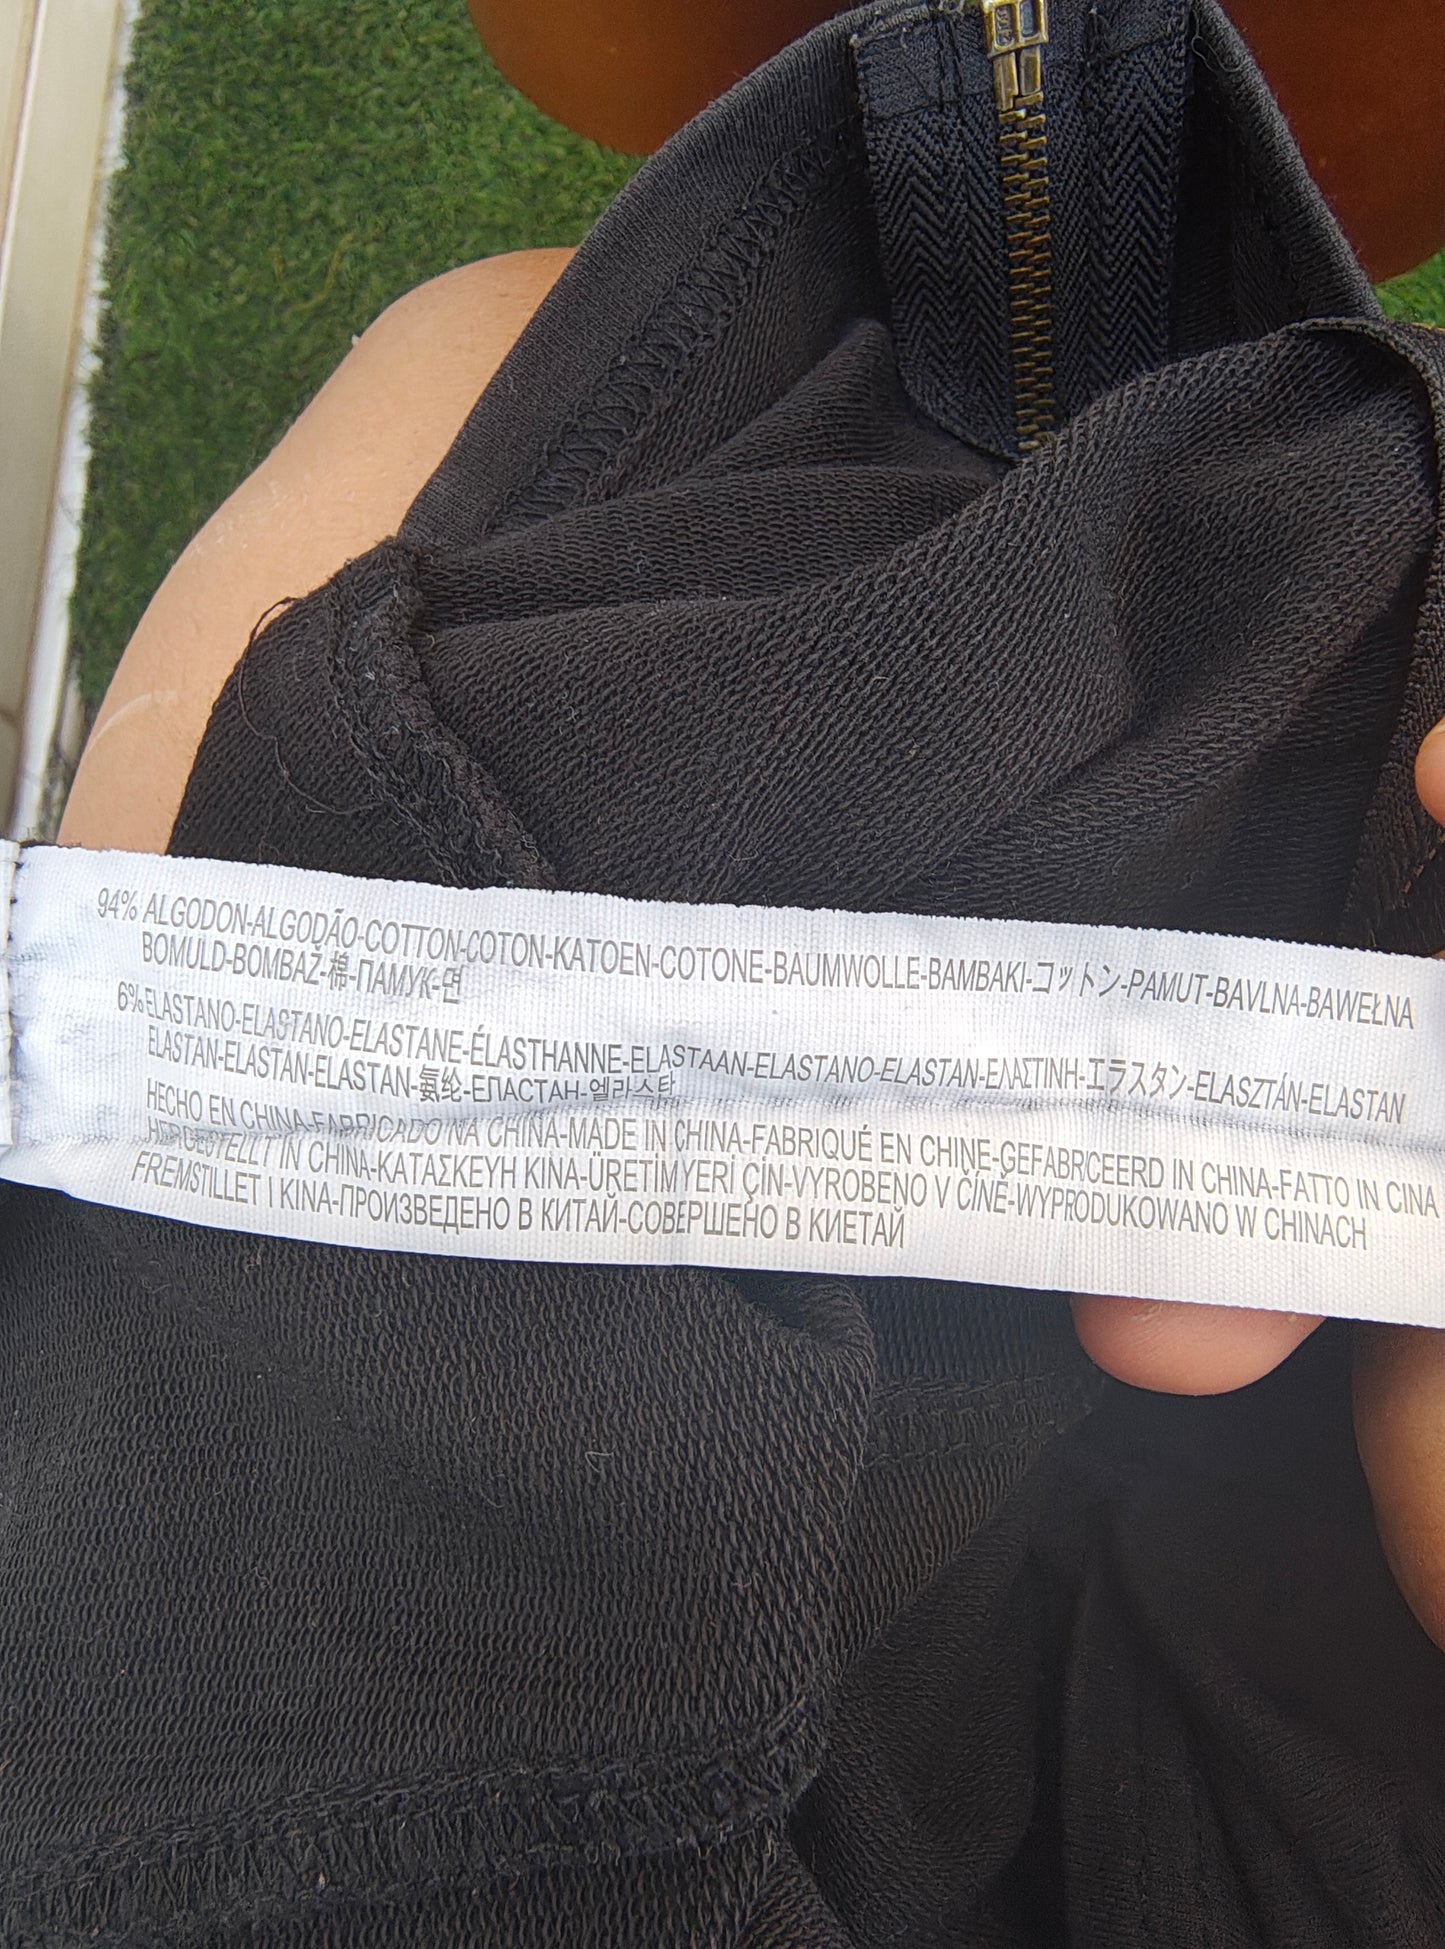 94% ALGODON-ALGODÃO-COTTON-COTON-KATOEN-COTONE-BAUMWOLLE-BAMBAKI-コットン-PAMUT-BAVLNA-BAWEŁNA
BOMULD-BOMBAŽ-棉-ПАМУК-면
6% ELASTANO-ELASTANO-ELASTANE-ÉLASTHANNE-ELASTAAN-ELASTANO-ELASTAN-ΕΛΑΣΤΙΝΗ-エラスタン-ELASZTÁN-ELASTAN
ELASTAN-ELASTAN-ELASTAN-氨纶-ЕПАСТАН-엘라스탄
HECHO EN CHINA-FABRICADO NA CHINA-MADE IN CHINA-FABRIQUÉ EN CHINE-GEFABRICEERD IN CHINA-FATTO IN CINA
HERGESTELLT IN CHINA-ΚΑΤΑΣΚΕΥΗ ΚΙΝΑ-ÜRETİM YERİ ÇİN-VYROBENO V ČÍNĚ-WYPRODUKOWANO W CHINACH
FREMSTILLET I KINA-ПРОИЗВЕДЕНО В КИТАЙ-СОВЕРШЕНО В КИЕТАЙ